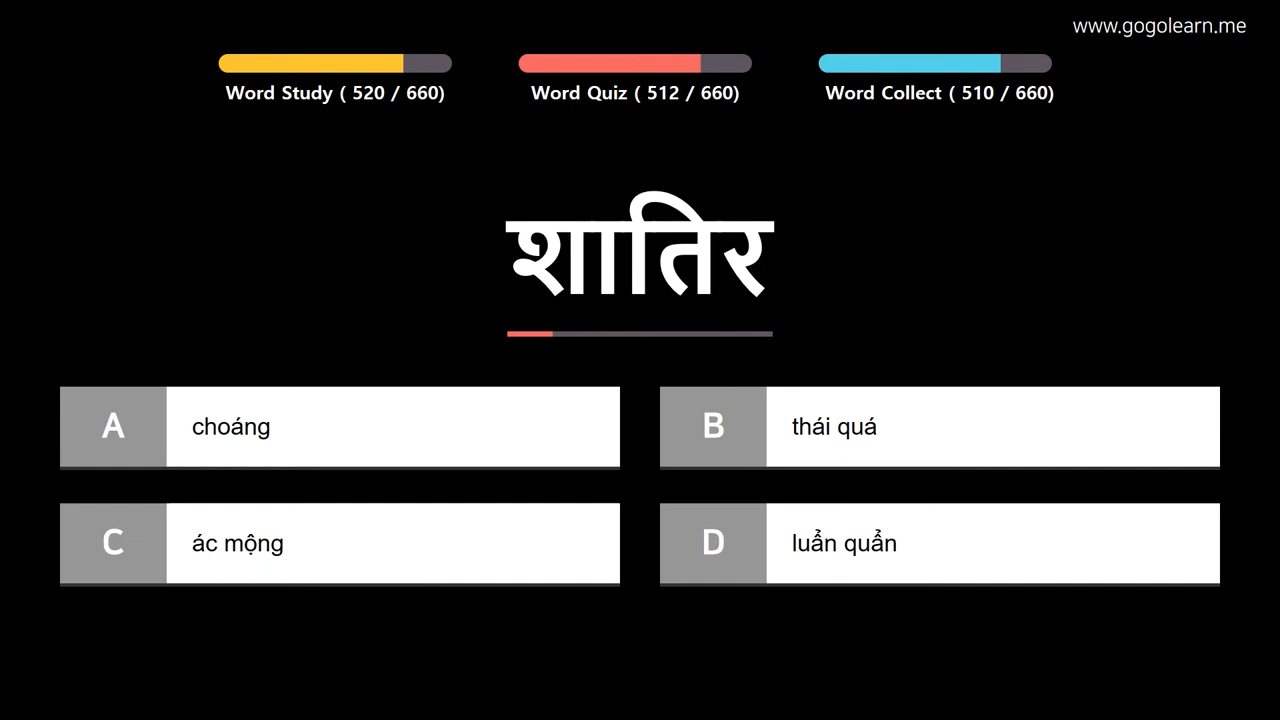 www.gogolearn.me
Word Study ( 520 / 660)
Word Quiz ( 512 / 660)
Word Collect ( 510 / 660)
शातिर
A choáng
B thái quá
C ác mộng
D luẩn quẩn